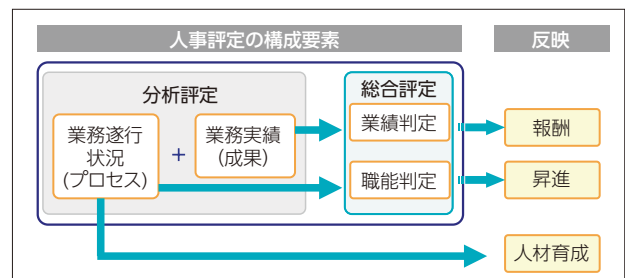 人事評定の構成要素
反映
分析評定
総合評定
業務遂行
状況
(プロセス)
+
業務実績
(成果)
業績判定
職能判定
報酬
昇進
人材育成